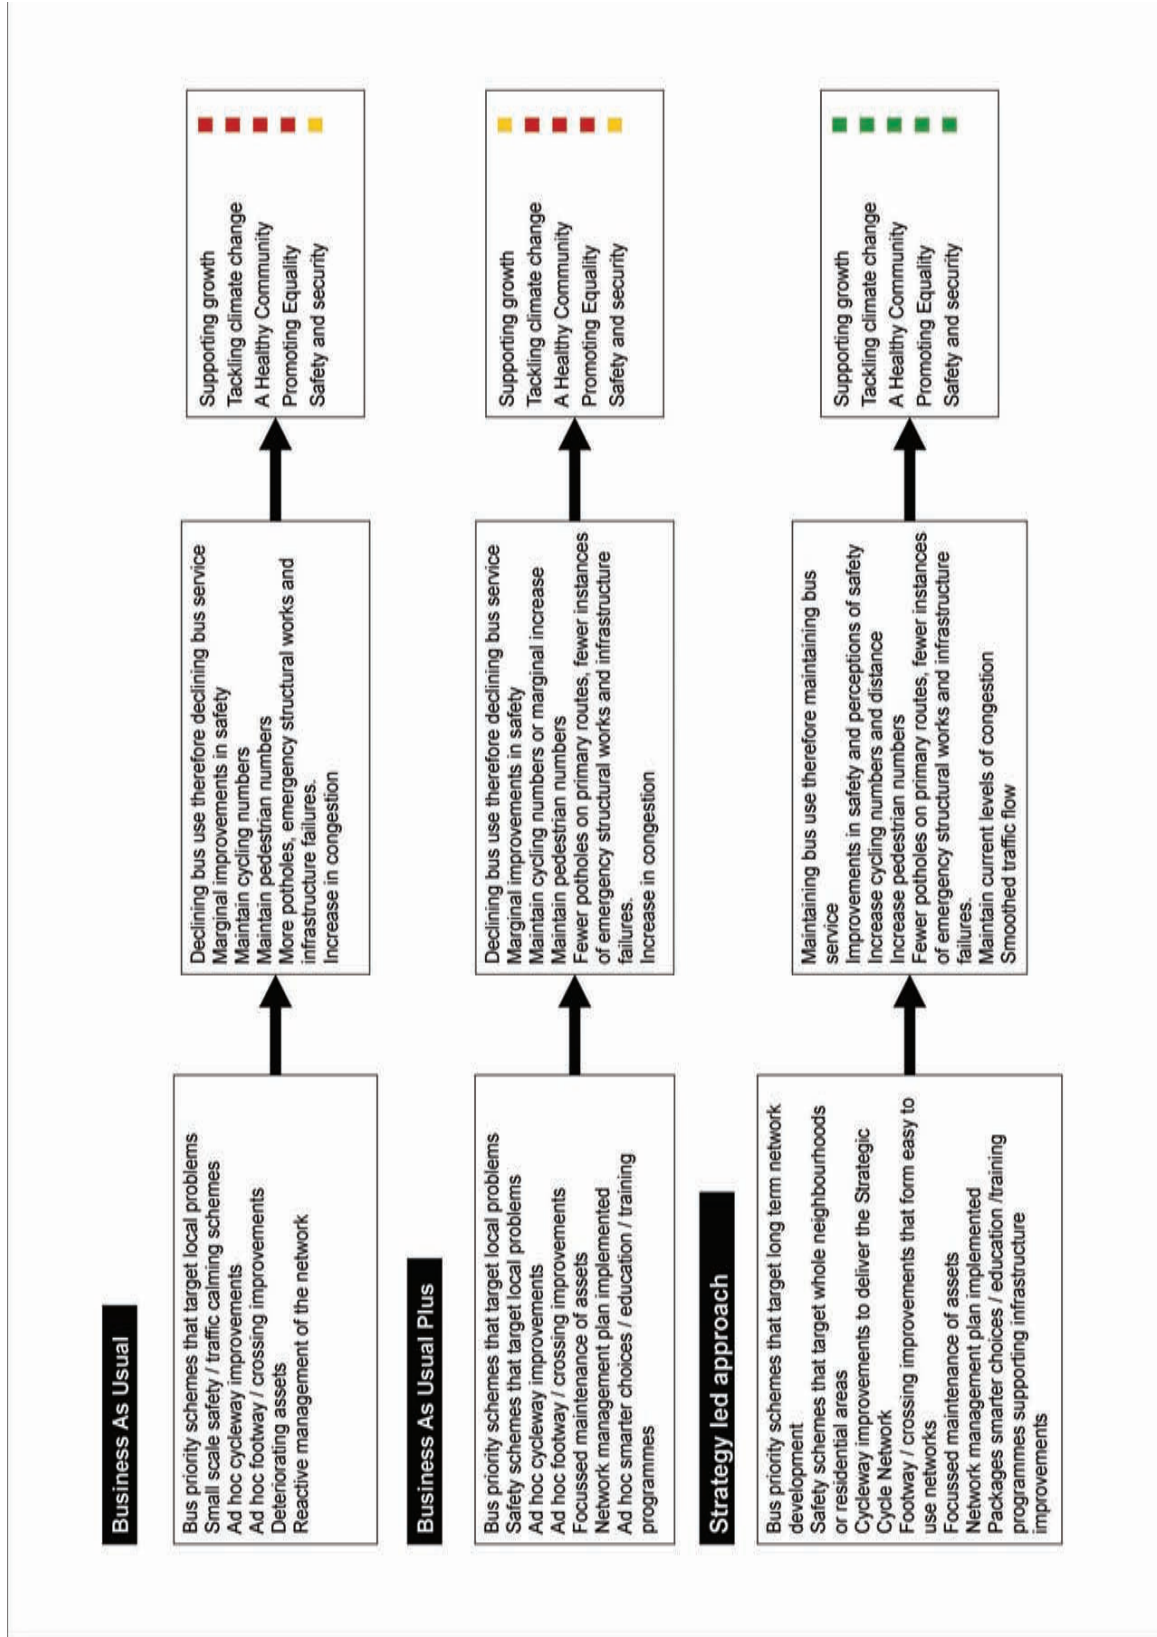 Business As Usual
Bus priority schemes that target local problems
Small scale safety / traffic calming schemes
Ad hoc cycleway improvements
Ad hoc footway / crossing improvements
Deteriorating assets
Reactive management of the network
Declining bus use therefore declining bus service
Marginal improvements in safety
Maintain cycling numbers
Maintain pedestrian numbers
More potholes, emergency structural works and
infrastructure failures.
Increase in congestion
Supporting growth
Tackling climate change
A Healthy Community
Promoting Equality
Safety and security
Business As Usual Plus
Bus priority schemes that target local problems
Safety schemes that target local problems
Ad hoc cycleway improvements
Ad hoc footway / crossing improvements
Focussed maintenance of assets
Network management plan implemented
Ad hoc smarter choices / education / training
programmes
Declining bus use therefore declining bus service
Marginal improvements in safety
Maintain cycling numbers or marginal increase
Maintain pedestrian numbers
Fewer potholes on primary routes, fewer instances
of emergency structural works and infrastructure
failures.
Increase in congestion
Supporting growth
Tackling climate change
A Healthy Community
Promoting Equality
Safety and security
Strategy led approach
Bus priority schemes that target long term network
development
Safety schemes that target whole neighbourhoods
or residential areas
Cycleway improvements to deliver the Strategic
Cycle Network
Footway / crossing improvements that form easy to
use networks
Focussed maintenance of assets
Network management plan implemented
Packages smarter choices / education /training
programmes supporting infrastructure
improvements
Maintaining bus use therefore maintaining bus
service
Improvements in safety and perceptions of safety
Increase cycling numbers and distance
Increase pedestrian numbers
Fewer potholes on primary routes, fewer instances
of emergency structural works and infrastructure
failures.
Maintain current levels of congestion
Smoothed traffic flow
Supporting growth
Tackling climate change
A Healthy Community
Promoting Equality
Safety and security